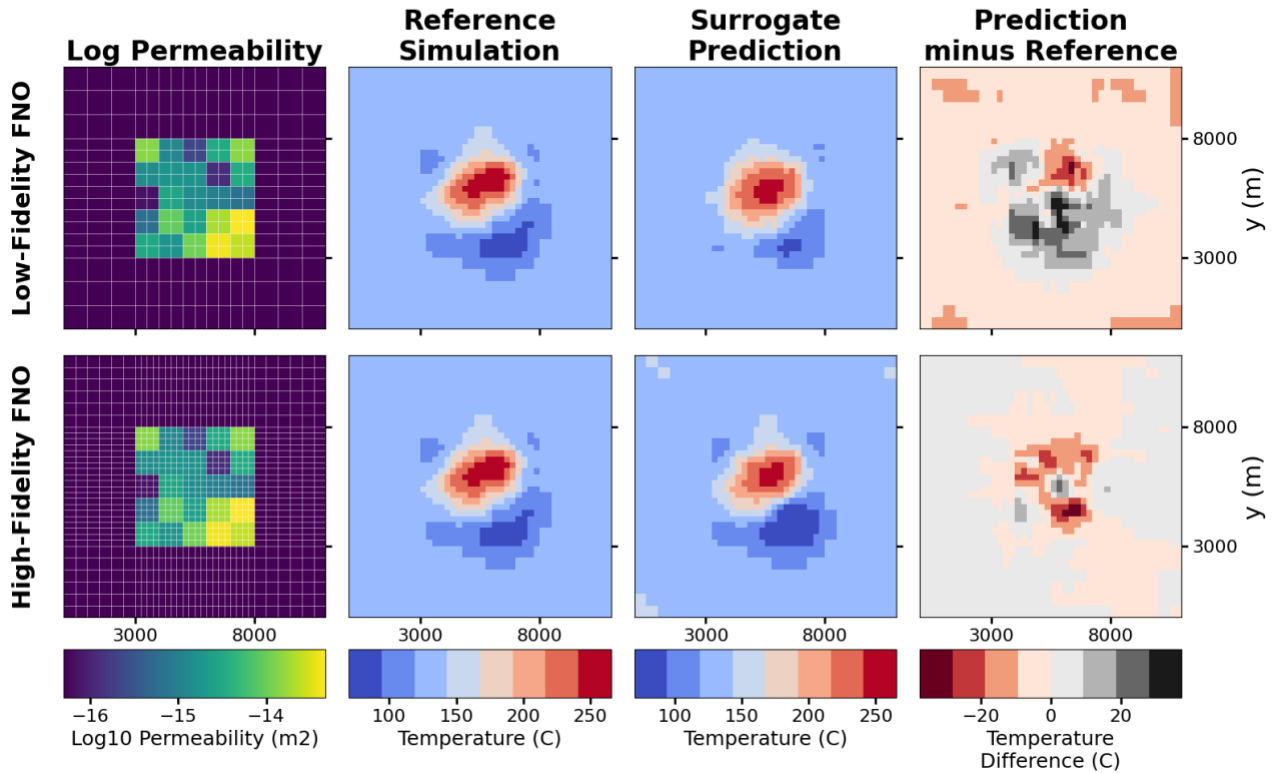 Log Permeability
Reference
Simulation
Surrogate
Prediction
Prediction
minus Reference
Low-Fidelity FNO
8000
3000
y (m)
High-Fidelity FNO
8000
3000
y (m)
3000 8000
3000 8000
3000 8000
3000 8000
−16 −15 −14
Log10 Permeability (m2)
100 150 200 250
Temperature (C)
100 150 200 250
Temperature (C)
−20 0 20
Temperature
Difference (C)